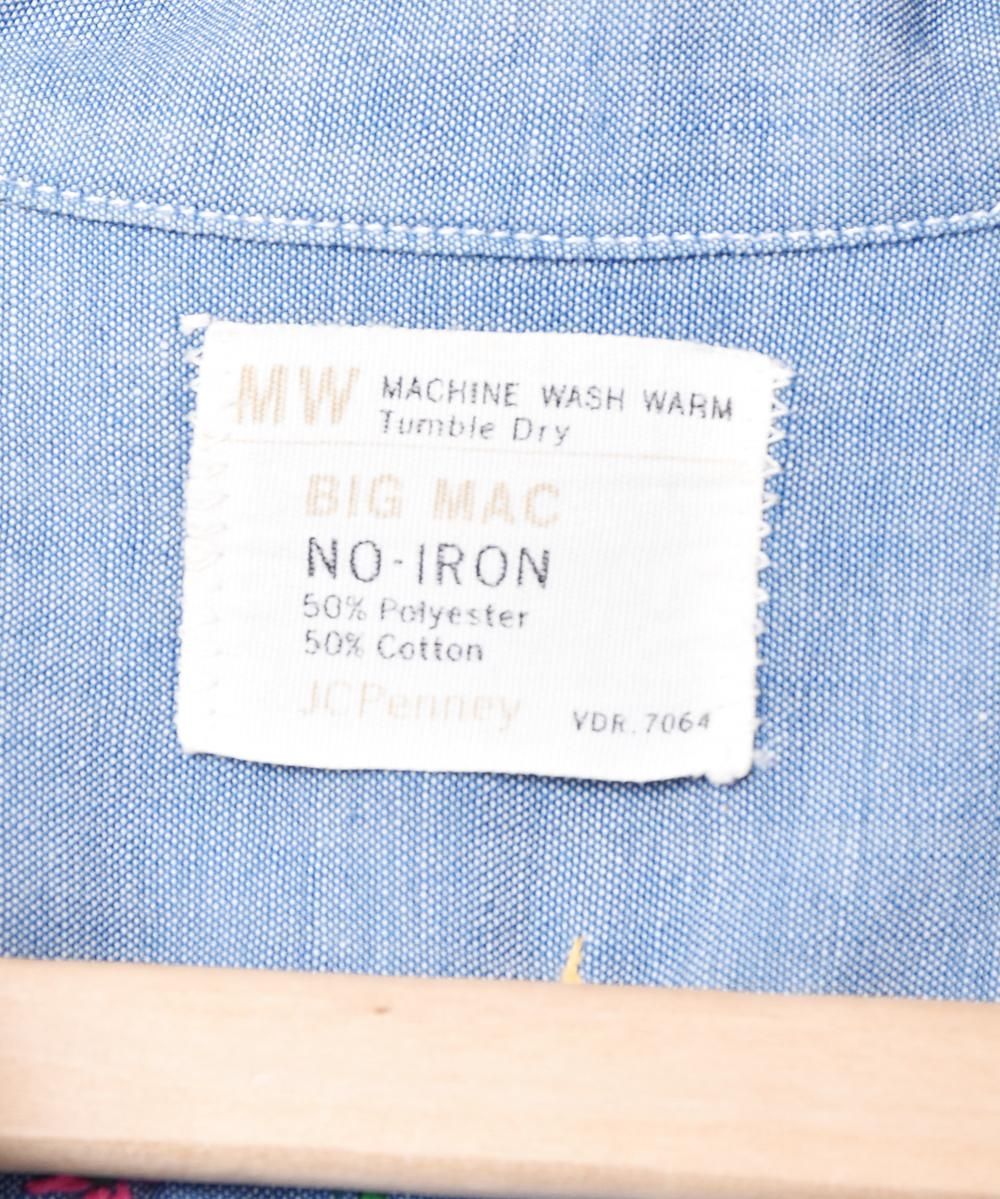 MW MACHINE WASH WARM
Tumble Dry
BIG MAC
NO-IRON
50% Polyester
50% Cotton
JCPenney VDR. 7064